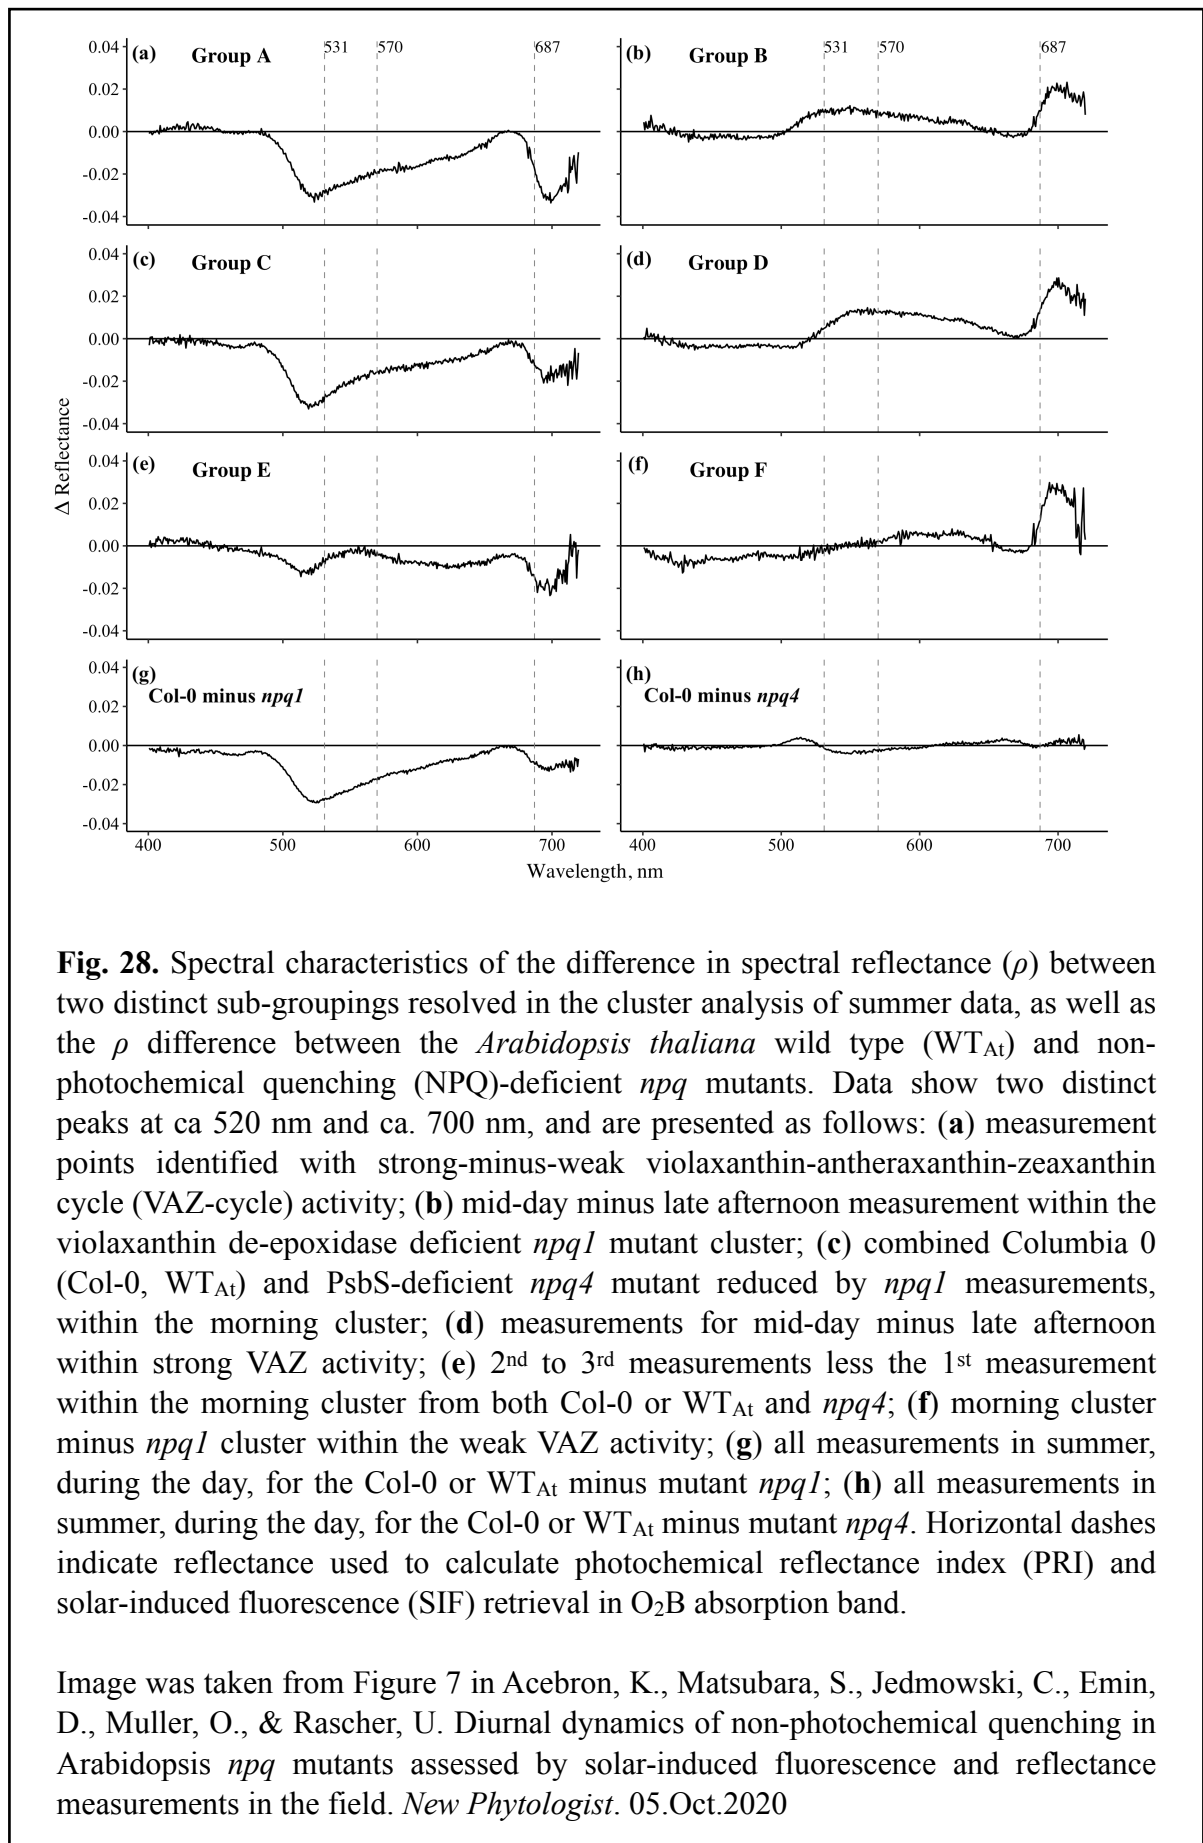 0.04
(a)
Group A
531
570
687
0.02
0.00
-0.02
-0.04
(b)
Group B
531
570
687
0.04
(c)
Group C
0.02
0.00
-0.02
-0.04
(d)
Group D
Δ Reflectance
0.04
(e)
Group E
0.02
0.00
-0.02
-0.04
(f)
Group F
0.04
(g)
Col-0 minus npq1
0.02
0.00
-0.02
-0.04
400
500
600
700
(h)
Col-0 minus npq4
400
500
600
700
Wavelength, nm
Fig. 28. Spectral characteristics of the difference in spectral reflectance (ρ) between
two distinct sub-groupings resolved in the cluster analysis of summer data, as well as
the ρ difference between the Arabidopsis thaliana wild type (WTAt) and non-
photochemical quenching (NPQ)-deficient npq mutants. Data show two distinct
peaks at ca 520 nm and ca. 700 nm, and are presented as follows: (a) measurement
points identified with strong-minus-weak violaxanthin-antheraxanthin-zeaxanthin
cycle (VAZ-cycle) activity; (b) mid-day minus late afternoon measurement within the
violaxanthin de-epoxidase deficient npq1 mutant cluster; (c) combined Columbia 0
(Col-0, WTAt) and PsbS-deficient npq4 mutant reduced by npq1 measurements,
within the morning cluster; (d) measurements for mid-day minus late afternoon
within strong VAZ activity; (e) 2nd to 3rd measurements less the 1st measurement
within the morning cluster from both Col-0 or WTAt and npq4; (f) morning cluster
minus npq1 cluster within the weak VAZ activity; (g) all measurements in summer,
during the day, for the Col-0 or WTAt minus mutant npq1; (h) all measurements in
summer, during the day, for the Col-0 or WTAt minus mutant npq4. Horizontal dashes
indicate reflectance used to calculate photochemical reflectance index (PRI) and
solar-induced fluorescence (SIF) retrieval in O2B absorption band.
Image was taken from Figure 7 in Acebron, K., Matsubara, S., Jedmowski, C., Emin,
D., Muller, O., & Rascher, U. Diurnal dynamics of non-photochemical quenching in
Arabidopsis npq mutants assessed by solar-induced fluorescence and reflectance
measurements in the field. New Phytologist. 05.Oct.2020